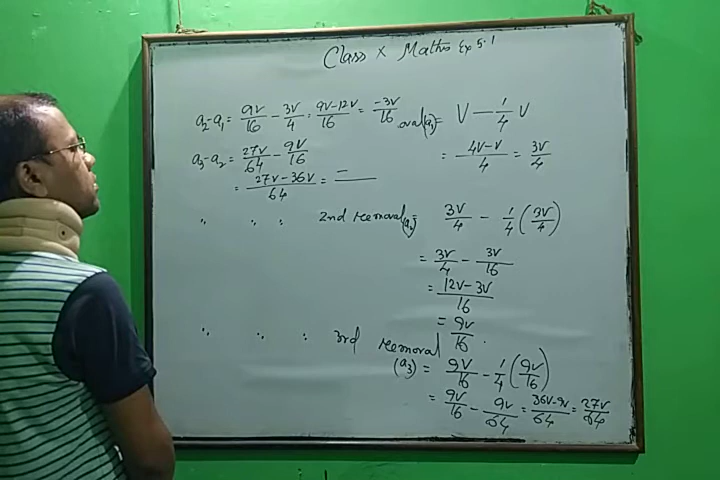 Class X Maths Ex 5.1
a₂-a₁ = 9V/16 - 3V/4 = 9V-12V/16 = -3V/16
oval (a₁) = V - 1/4 V
a₃-a₂ = 27V/64 - 9V/16
= 4V-V/4 = 3V/4
= 27V-36V/64 = –
" " " 2nd removal (a₂) = 3V/4 - 1/4 (3V/4)
= 3V/4 - 3V/16
= 12V-3V/16
= 9V/16
" " " 3rd removal
(a₃) = 9V/16 - 1/4 (9V/16)
= 9V/16 - 9V/64 = 36V-9V/64 = 27V/64